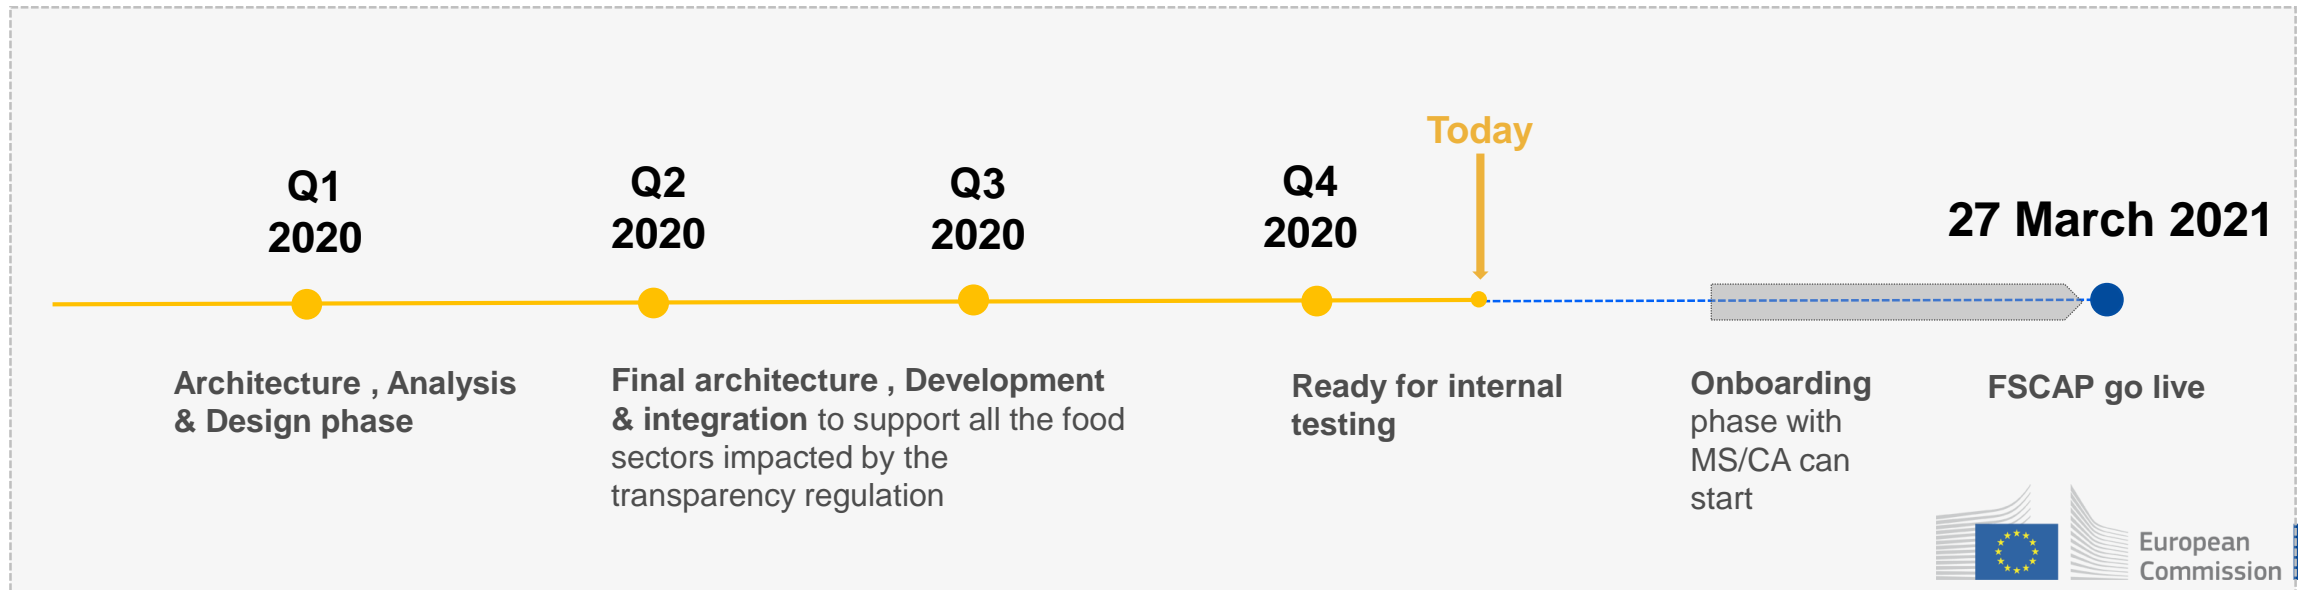 Today
Q1
2020
Q2
2020
Q3
2020
Q4
2020
27 March 2021
Architecture , Analysis
& Design phase
Final architecture , Development
& integration to support all the food
sectors impacted by the
transparency regulation
Ready for internal
testing
Onboarding
phase with
MS/CA can
start
FSCAP go live
European
Commission